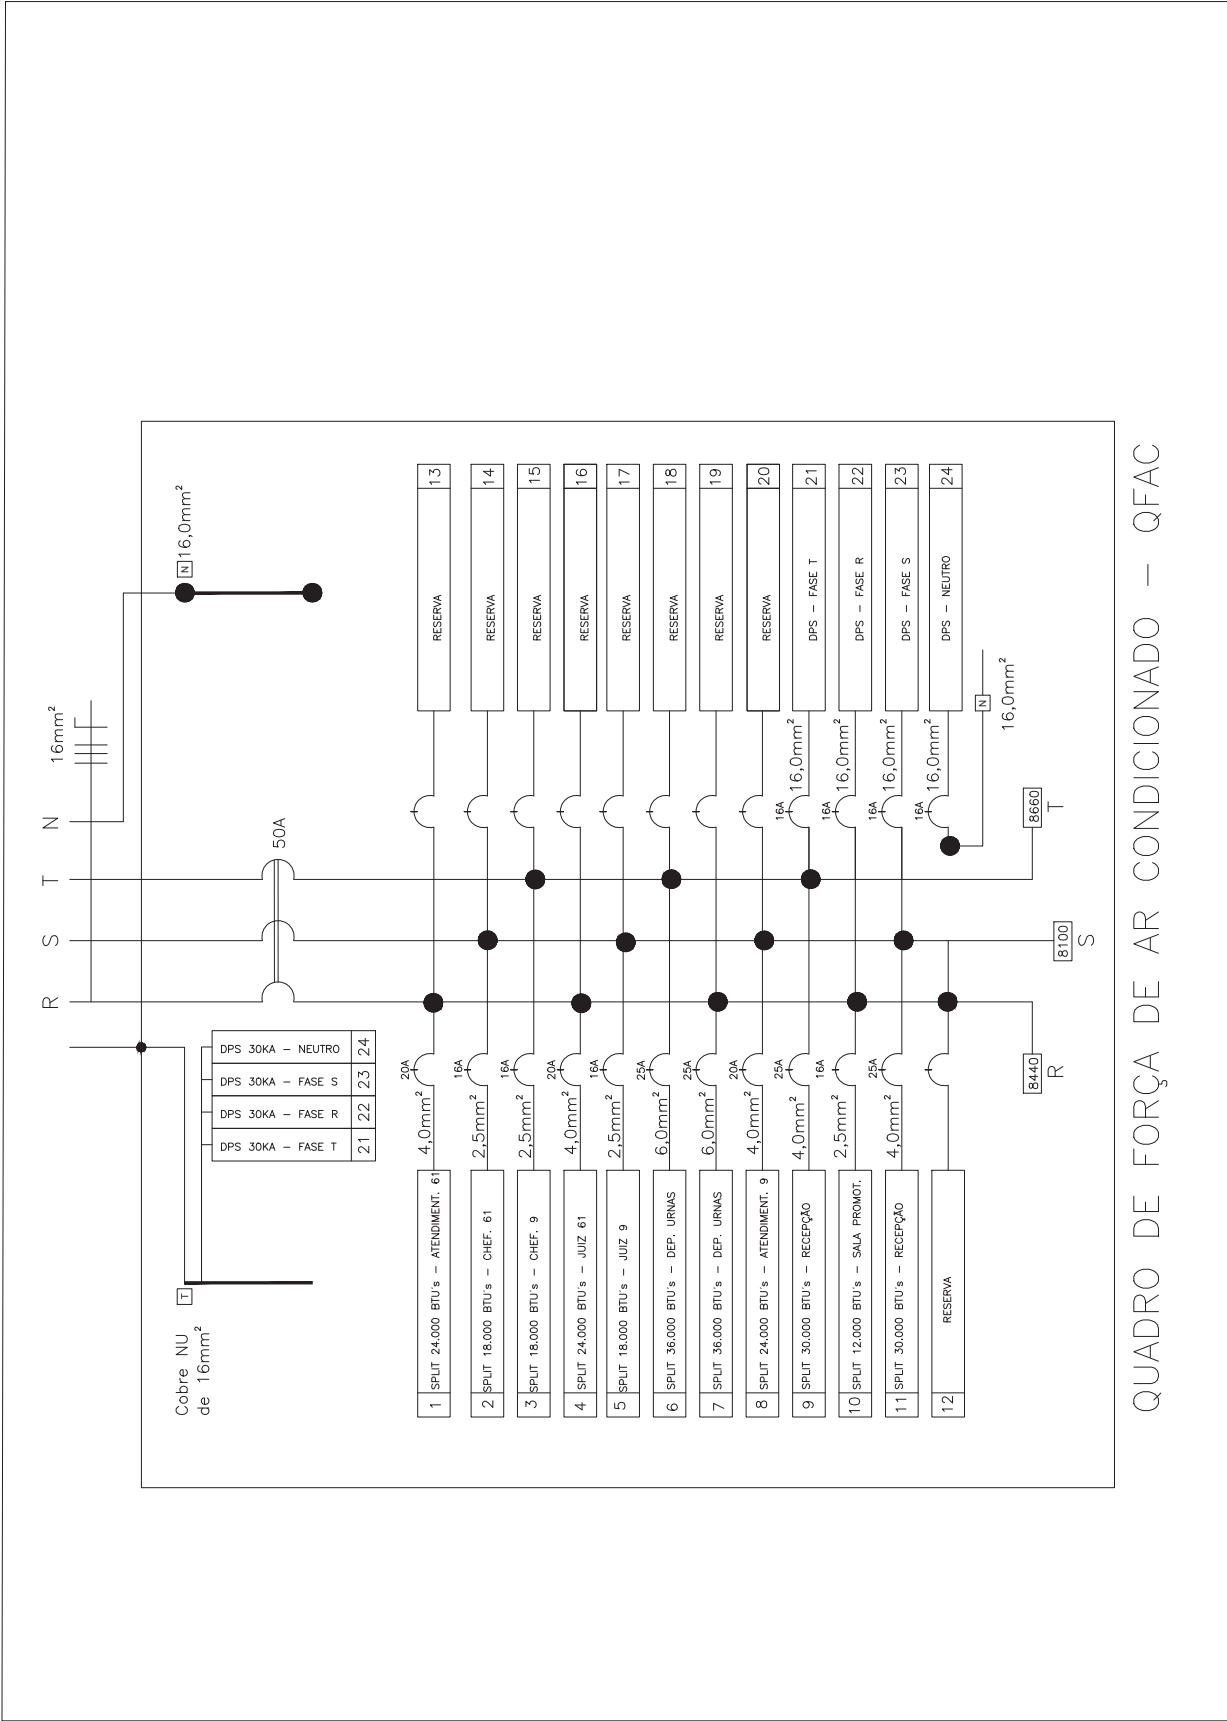 R
S
T
N
16mm²
50A
N
16,0mm²
T
Cobre NU
de 16mm²
DPS 30KA – NEUTRO 24
DPS 30KA – FASE S 23
DPS 30KA – FASE R 22
DPS 30KA – FASE T 21
1 SPLIT 24.000 BTU's – ATENDIMENT. 61 4,0mm² 20A
RESERVA 13
2 SPLIT 18.000 BTU's – CHEF. 61 2,5mm² 16A
RESERVA 14
3 SPLIT 18.000 BTU's – CHEF. 9 2,5mm² 16A
RESERVA 15
4 SPLIT 24.000 BTU's – JUIZ 61 4,0mm² 20A
RESERVA 16
5 SPLIT 18.000 BTU's – JUIZ 9 2,5mm² 16A
RESERVA 17
6 SPLIT 36.000 BTU's – DEP. URNAS 6,0mm² 25A
RESERVA 18
7 SPLIT 36.000 BTU's – DEP. URNAS 6,0mm² 25A
RESERVA 19
8 SPLIT 24.000 BTU's – ATENDIMENT. 9 4,0mm² 20A
RESERVA 20
9 SPLIT 30.000 BTU's – RECEPÇÃO 4,0mm² 25A
16A 16,0mm² DPS – FASE T 21
10 SPLIT 12.000 BTU's – SALA PROMOT. 2,5mm² 16A
16A 16,0mm² DPS – FASE R 22
11 SPLIT 30.000 BTU's – RECEPÇÃO 4,0mm² 25A
16A 16,0mm² DPS – FASE S 23
12 RESERVA
16A 16,0mm² DPS – NEUTRO 24
N
16,0mm²
8440
R
8100
S
8660
T
QUADRO DE FORÇA DE AR CONDICIONADO – QFAC